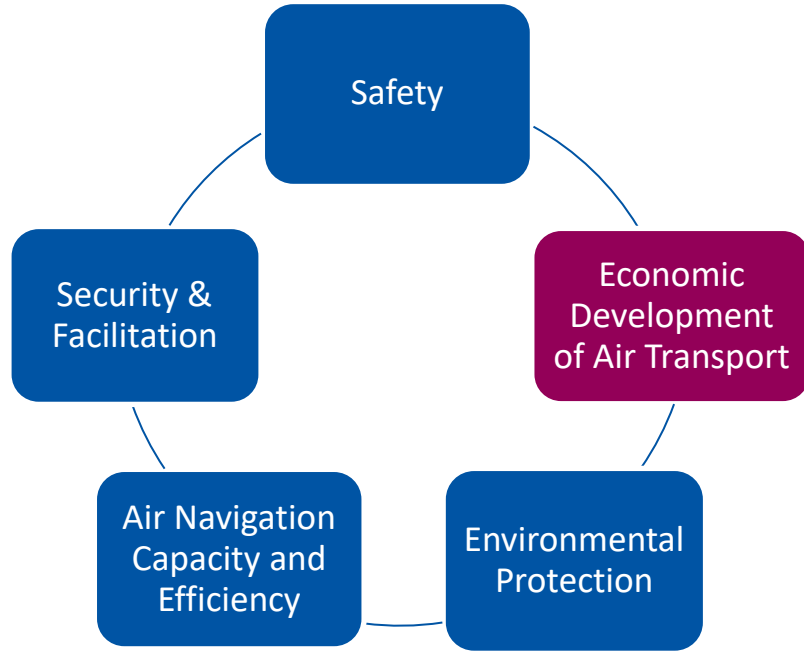 Safety
Economic
Development
of Air Transport
Environmental
Protection
Air Navigation
Capacity and
Efficiency
Security &
Facilitation